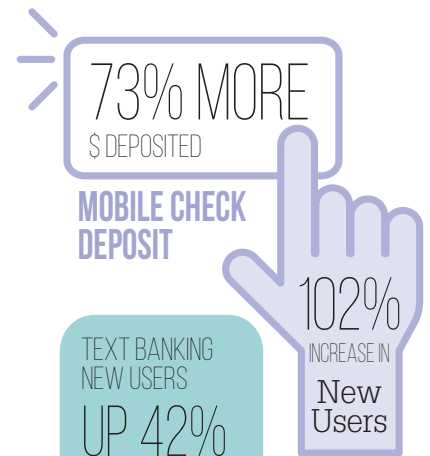 73% MORE
$ DEPOSITED
MOBILE CHECK
DEPOSIT
102%
INCREASE IN
New
Users
TEXT BANKING
NEW USERS
UP 42%